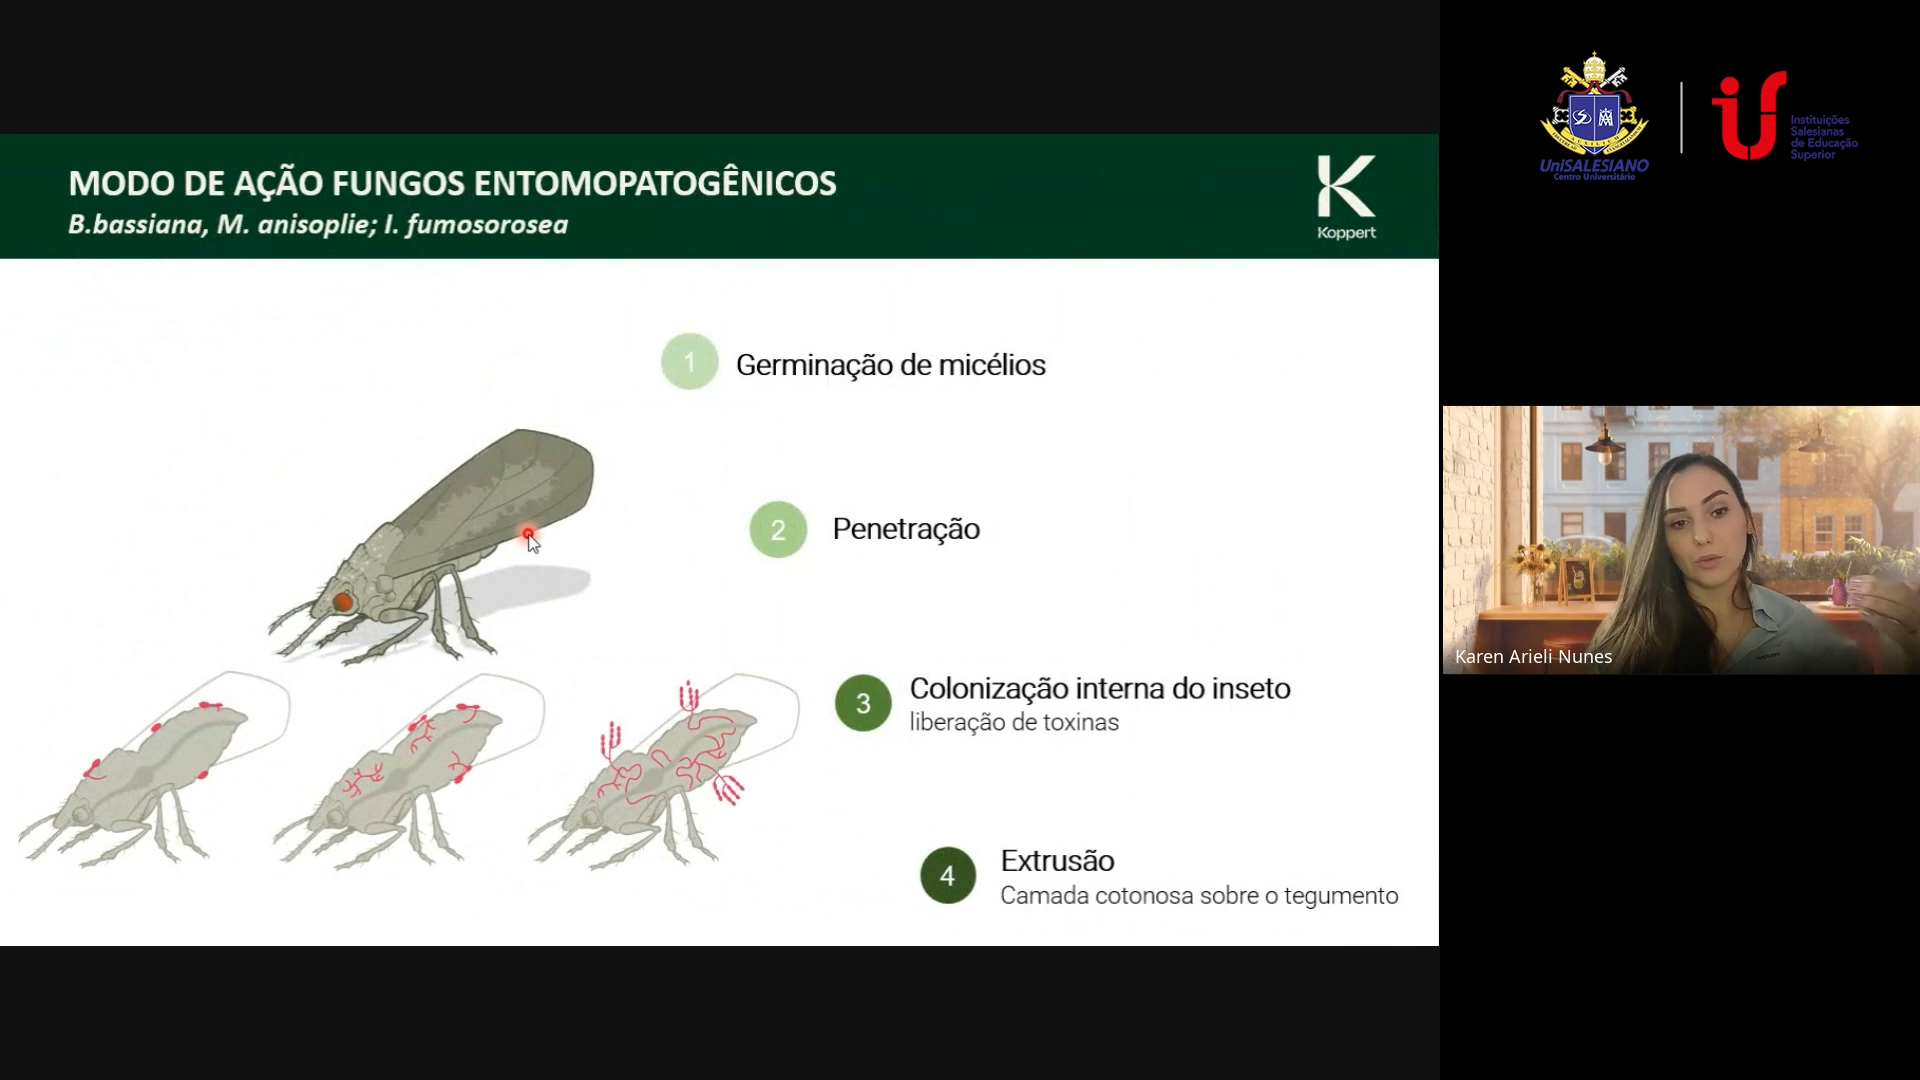 MODO DE AÇÃO FUNGOS ENTOMOPATOGÊNICOS
B.bassiana, M. anisoplie; I. fumosorosea
Koppert
1
Germinação de micélios
2
Penetração
3
Colonização interna do inseto
liberação de toxinas
4
Extrusão
Camada cotonosa sobre o tegumento
UniSALESIANO
Centro Universitário
Instituições
Salesianas
de Educação
Superior
Karen Arieli Nunes